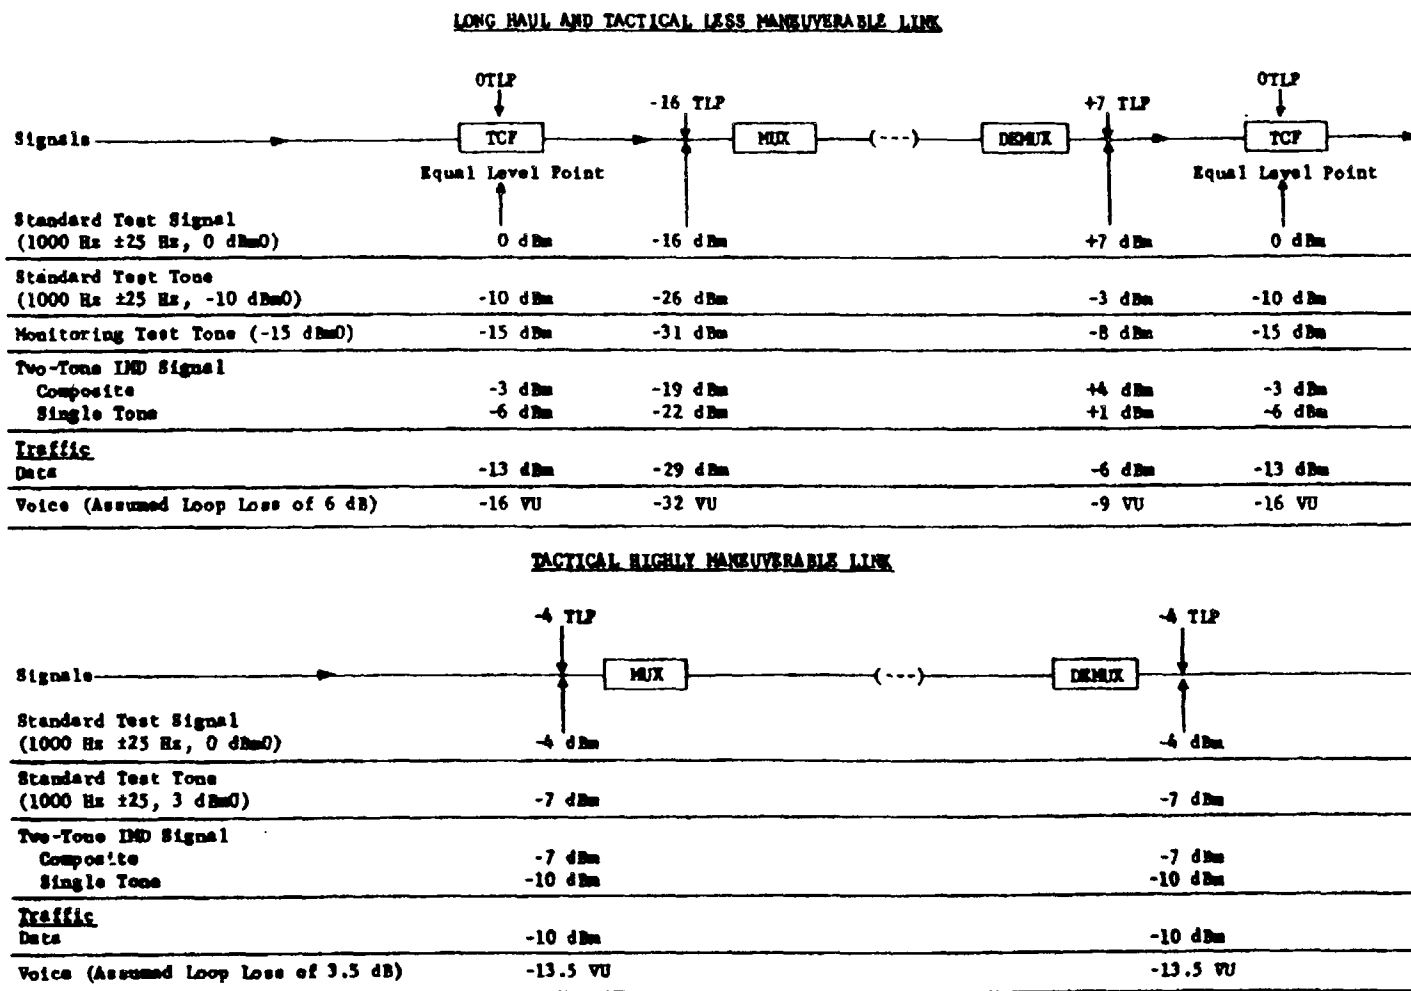 LONG HAUL AND TACTICAL LESS MANEUVERABLE LINK
0TLP -16 TLP +7 TLP 0TLP
Signals TCF MUX (---) DEMUX TCF
Equal Level Point Equal Level Point
Standard Test Signal
(1000 Hz ±25 Hz, 0 dBm0) 0 dBm -16 dBm +7 dBm 0 dBm
Standard Test Tone
(1000 Hz ±25 Hz, -10 dBm0) -10 dBm -26 dBm -3 dBm -10 dBm
Monitoring Test Tone (-15 dBm0) -15 dBm -31 dBm -8 dBm -15 dBm
Two-Tone IMD Signal
Composite -3 dBm -19 dBm +4 dBm -3 dBm
Single Tone -6 dBm -22 dBm +1 dBm -6 dBm
Traffic
Data -13 dBm -29 dBm -6 dBm -13 dBm
Voice (Assumed Loop Loss of 6 dB) -16 VU -32 VU -9 VU -16 VU
TACTICAL HIGHLY MANEUVERABLE LINK
-4 TLP -4 TLP
Signals MUX (---) DEMUX
Standard Test Signal
(1000 Hz ±25 Hz, 0 dBm0) -4 dBm -4 dBm
Standard Test Tone
(1000 Hz ±25, 3 dBm0) -7 dBm -7 dBm
Two-Tone IMD Signal
Composite -7 dBm -7 dBm
Single Tone -10 dBm -10 dBm
Traffic
Data -10 dBm -10 dBm
Voice (Assumed Loop Loss of 3.5 dB) -13.5 VU -13.5 VU